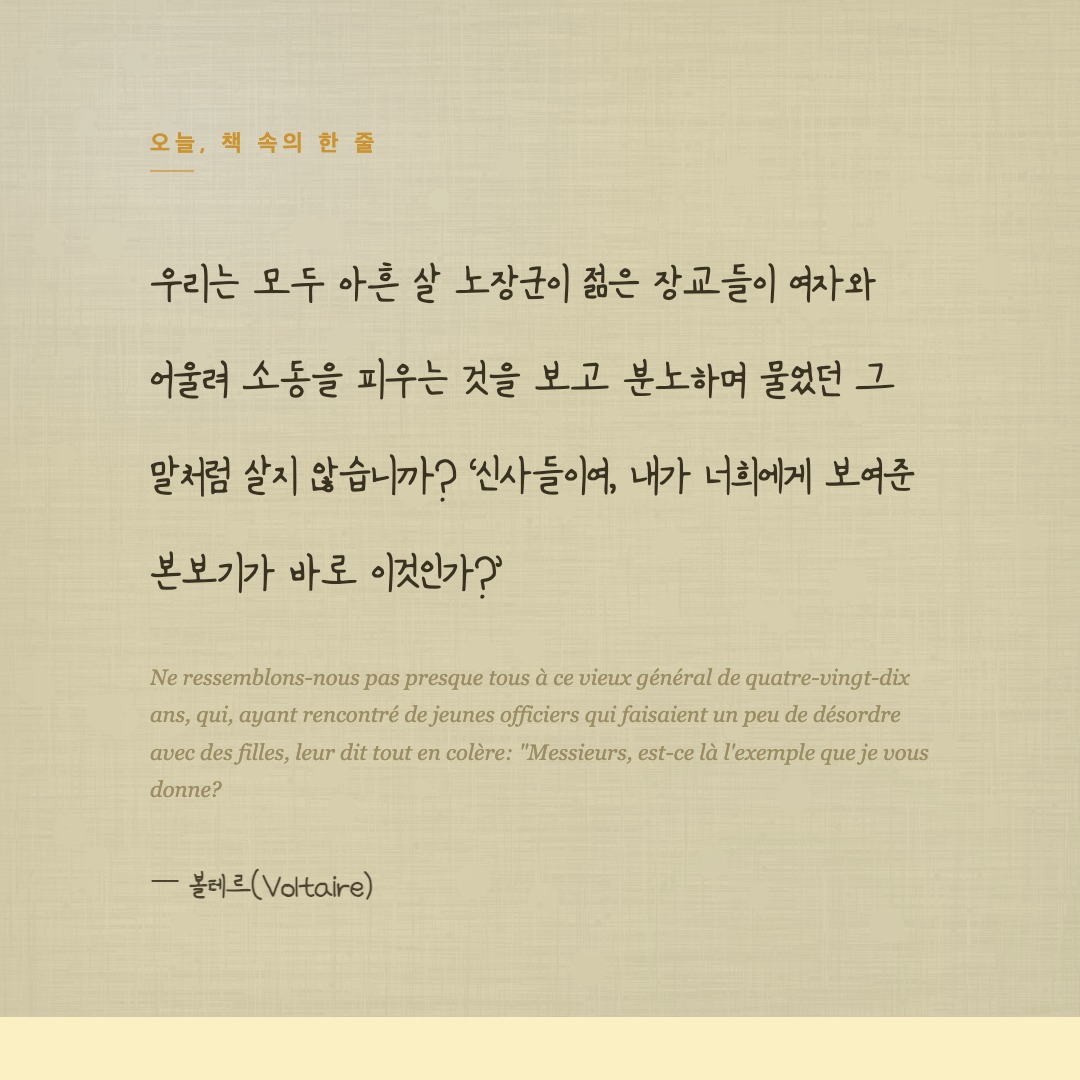 오늘, 책 속의 한 줄
우리는 모두 아흔 살 노장군이 젊은 장교들이 여자와
어울려 소동을 피우는 것을 보고 분노하며 물었던 그
말처럼 살지 않습니까? ‘신사들이여, 내가 너희에게 보여준
본보기가 바로 이것인가?’
Ne ressemblons-nous pas presque tous à ce vieux général de quatre-vingt-dix
ans, qui, ayant rencontré de jeunes officiers qui faisaient un peu de désordre
avec des filles, leur dit tout en colère: "Messieurs, est-ce là l'exemple que je vous
donne?
— 볼테르(Voltaire)